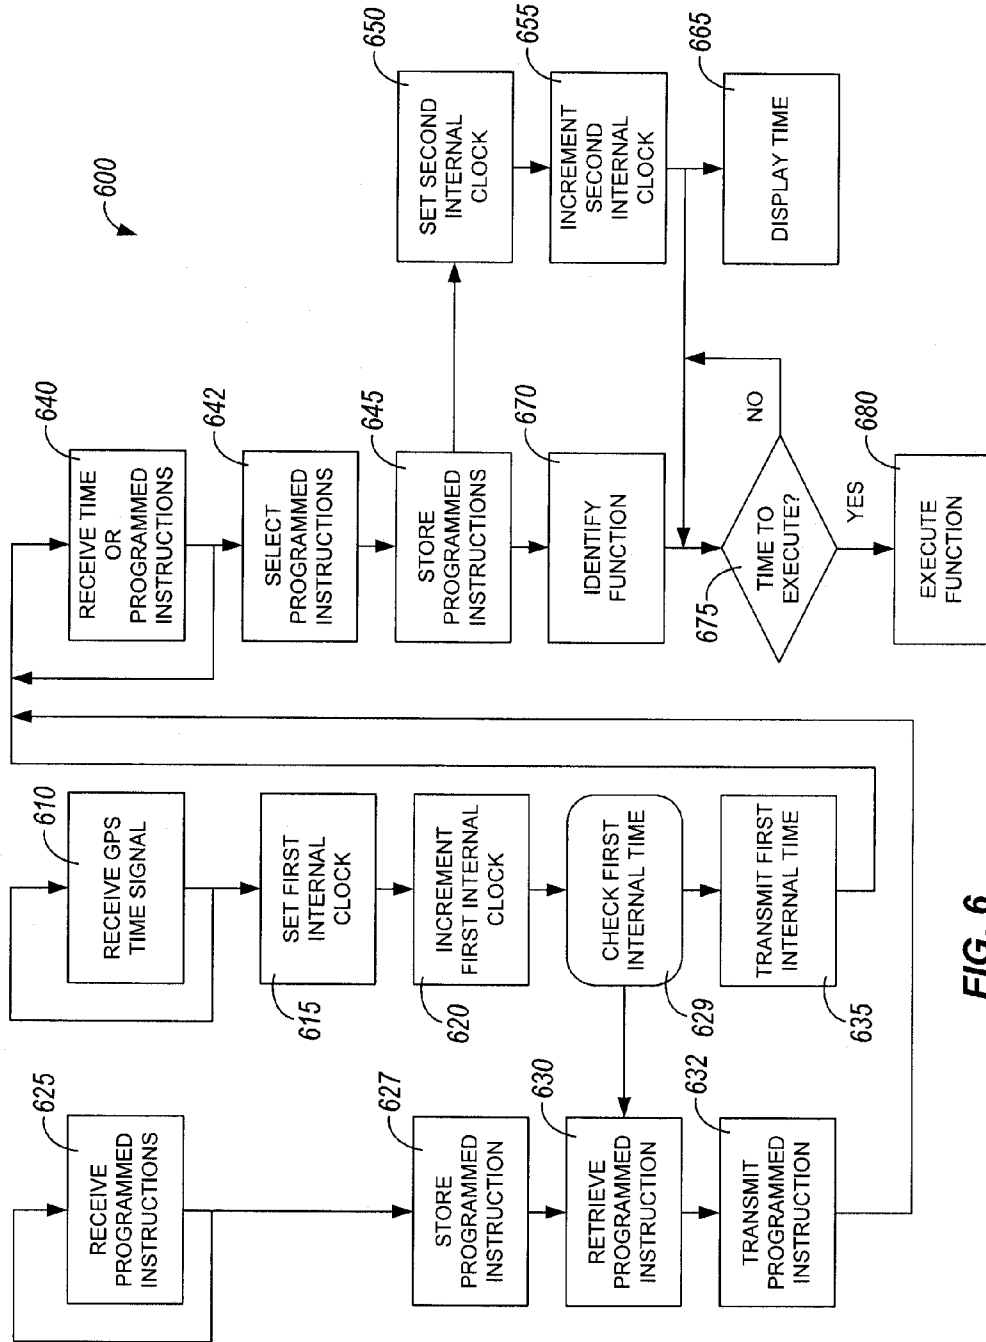 600
625
RECEIVE
PROGRAMMED
INSTRUCTIONS
627
STORE
PROGRAMMED
INSTRUCTION
630
RETRIEVE
PROGRAMMED
INSTRUCTION
632
TRANSMIT
PROGRAMMED
INSTRUCTION
610
RECEIVE GPS
TIME SIGNAL
SET FIRST
INTERNAL
CLOCK
615
INCREMENT
FIRST INTERNAL
CLOCK
620
CHECK FIRST
INTERNAL TIME
629
TRANSMIT FIRST
INTERNAL TIME
635
640
RECEIVE TIME
OR
PROGRAMMED
INSTRUCTIONS
642
SELECT
PROGRAMMED
INSTRUCTIONS
645
STORE
PROGRAMMED
INSTRUCTIONS
670
IDENTIFY
FUNCTION
TIME TO
EXECUTE?
675
NO
YES
680
EXECUTE
FUNCTION
650
SET SECOND
INTERNAL
CLOCK
655
INCREMENT
SECOND
INTERNAL
CLOCK
665
DISPLAY TIME
FIG. 6